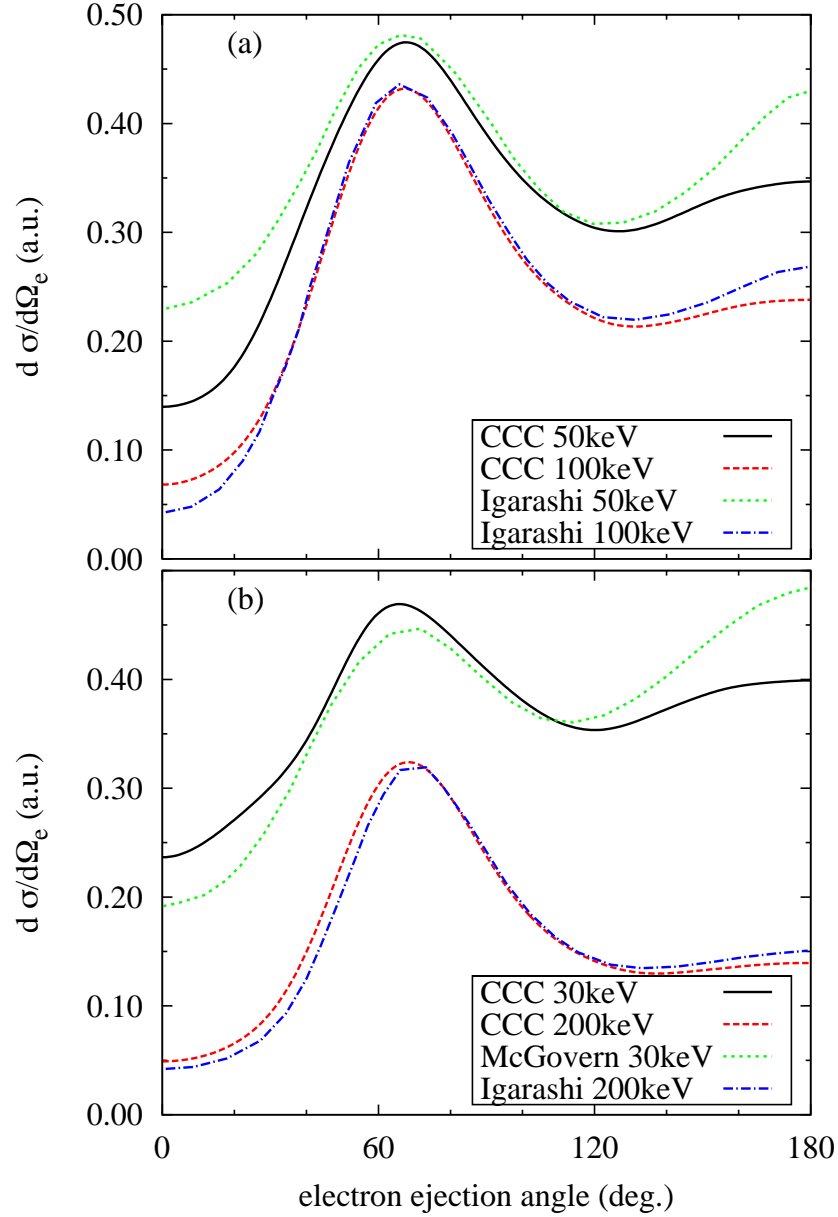 0.50
(a)
0.40
0.30
0.20
0.10
0.00
d σ/dΩ_e (a.u.)
CCC 50keV
CCC 100keV
Igarashi 50keV
Igarashi 100keV
(b)
0.40
0.30
0.20
0.10
0.00
d σ/dΩ_e (a.u.)
CCC 30keV
CCC 200keV
McGovern 30keV
Igarashi 200keV
0 60 120 180
electron ejection angle (deg.)